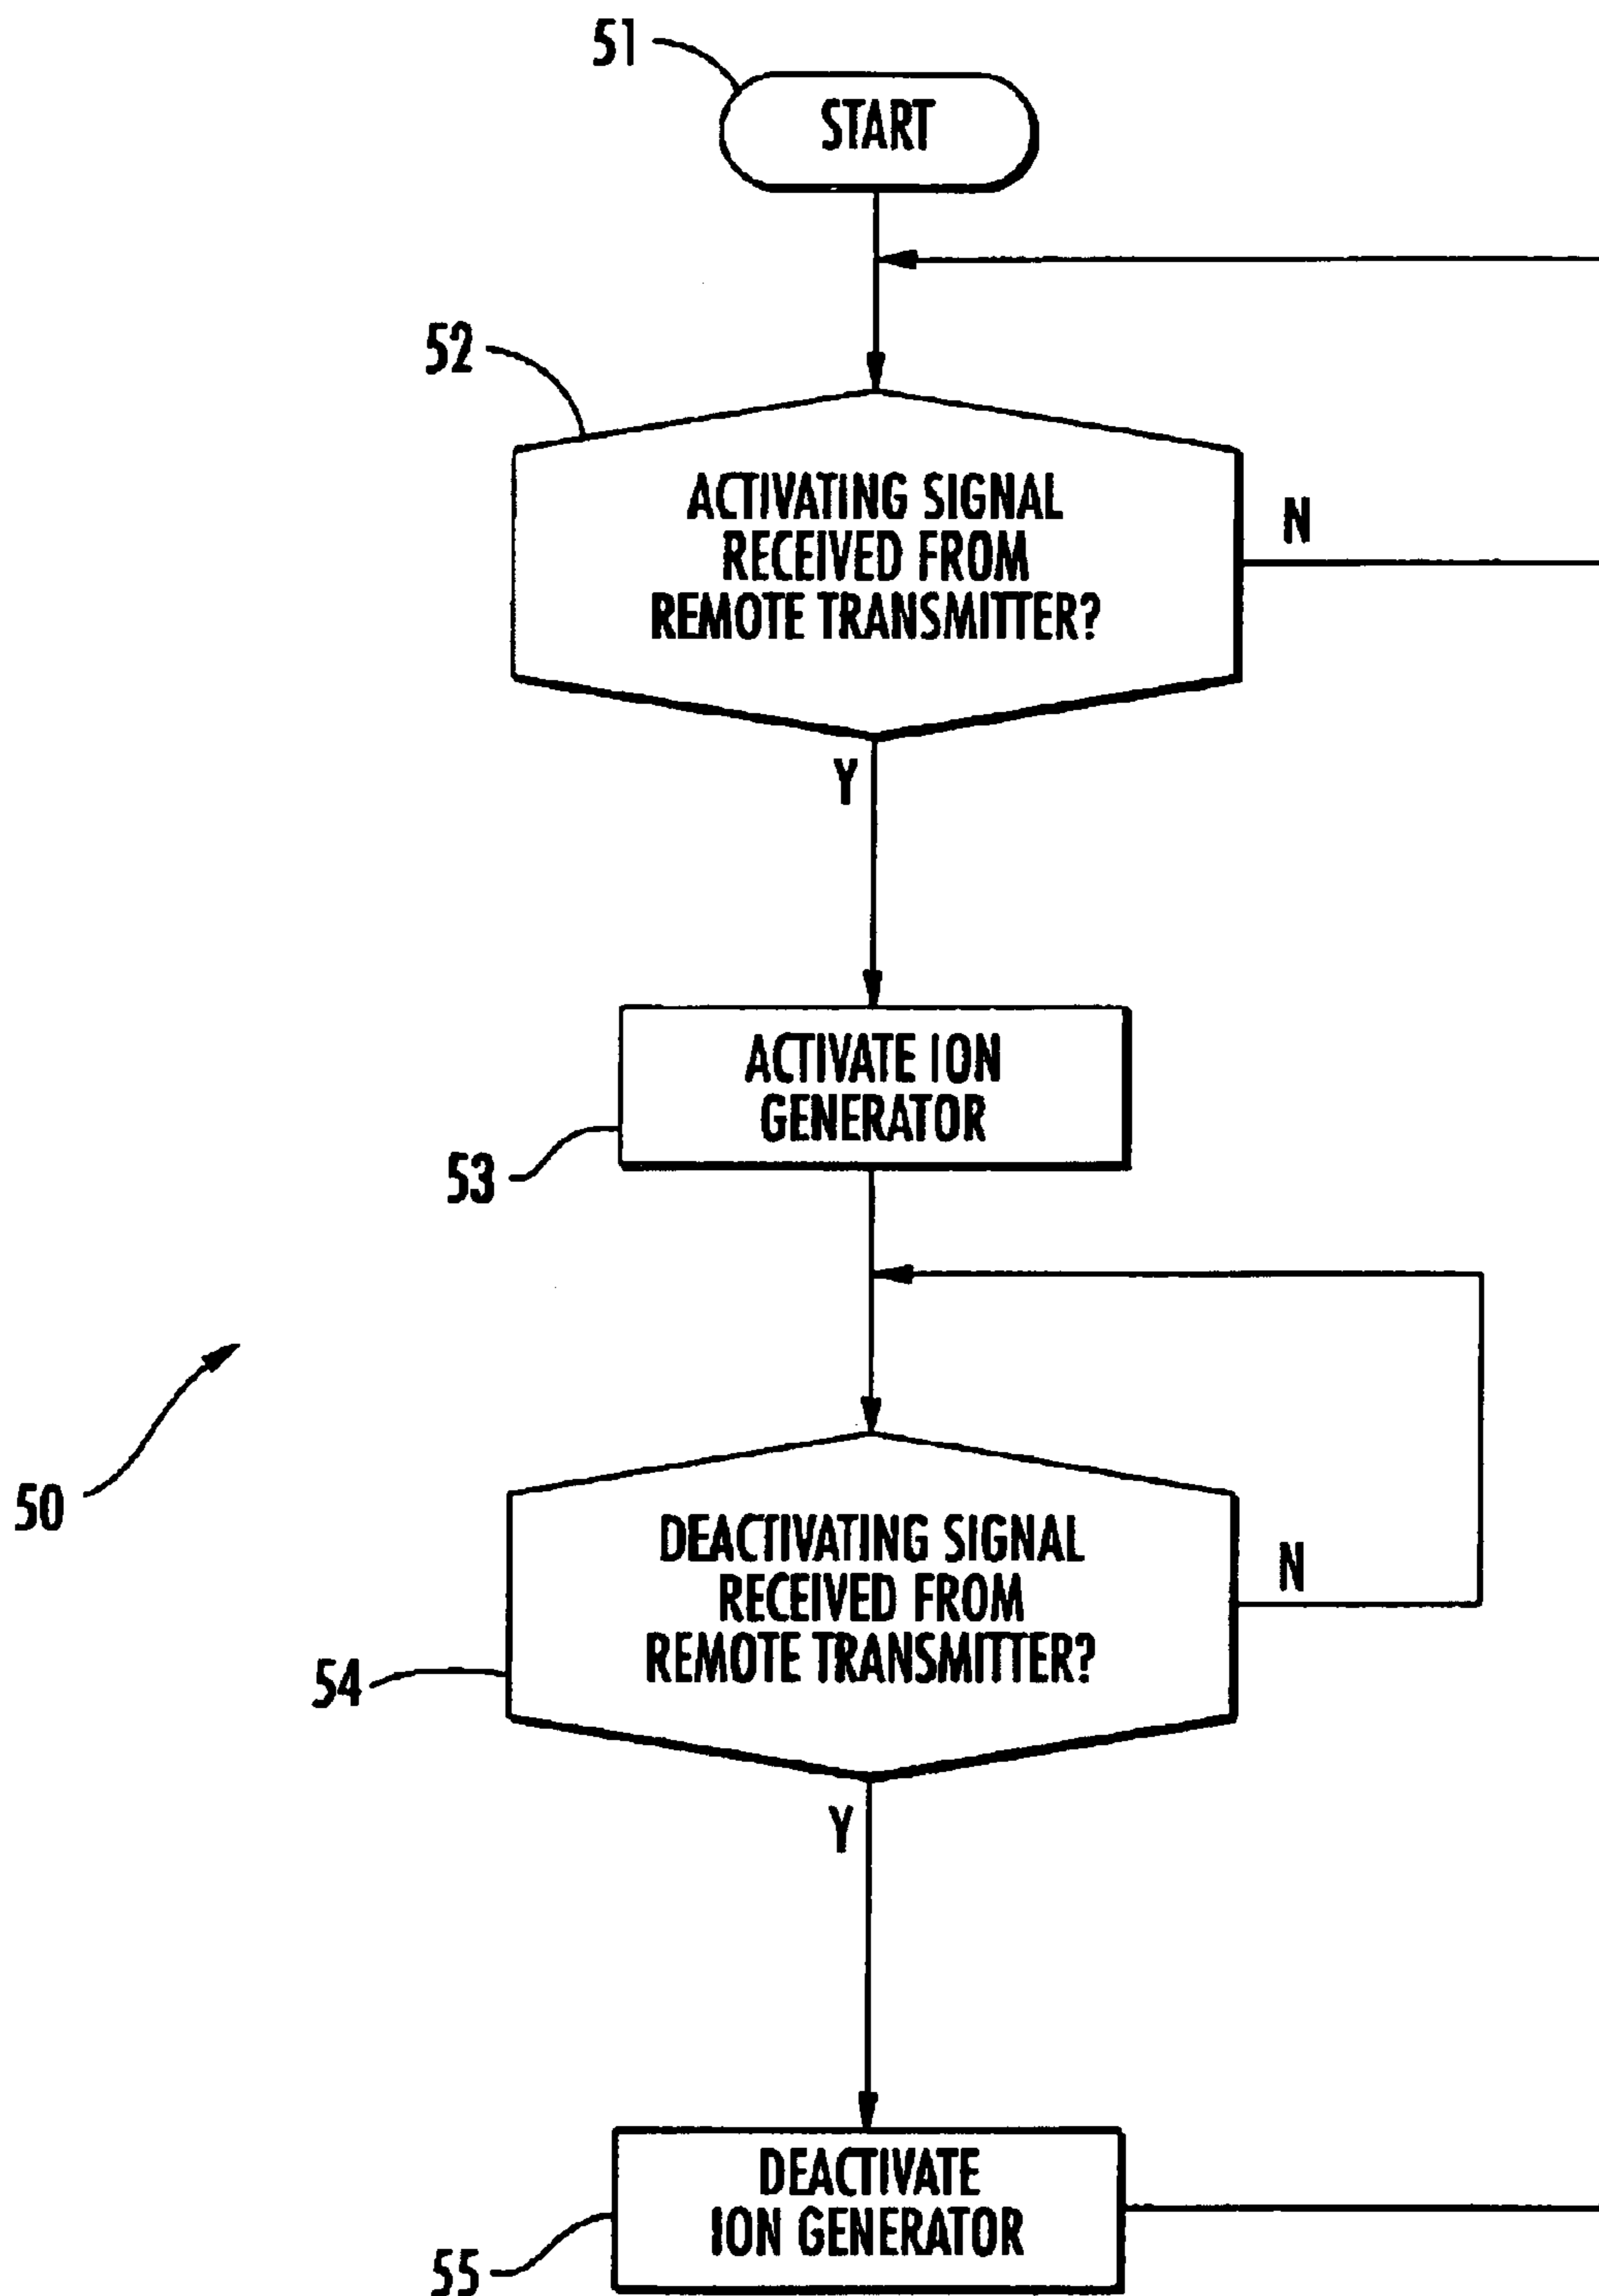 51
START
52
ACTIVATING SIGNAL
RECEIVED FROM
REMOTE TRANSMITTER?
N
Y
ACTIVATE ION
GENERATOR
53
50
DEACTIVATING SIGNAL
RECEIVED FROM
REMOTE TRANSMITTER?
N
54
Y
DEACTIVATE
ION GENERATOR
55